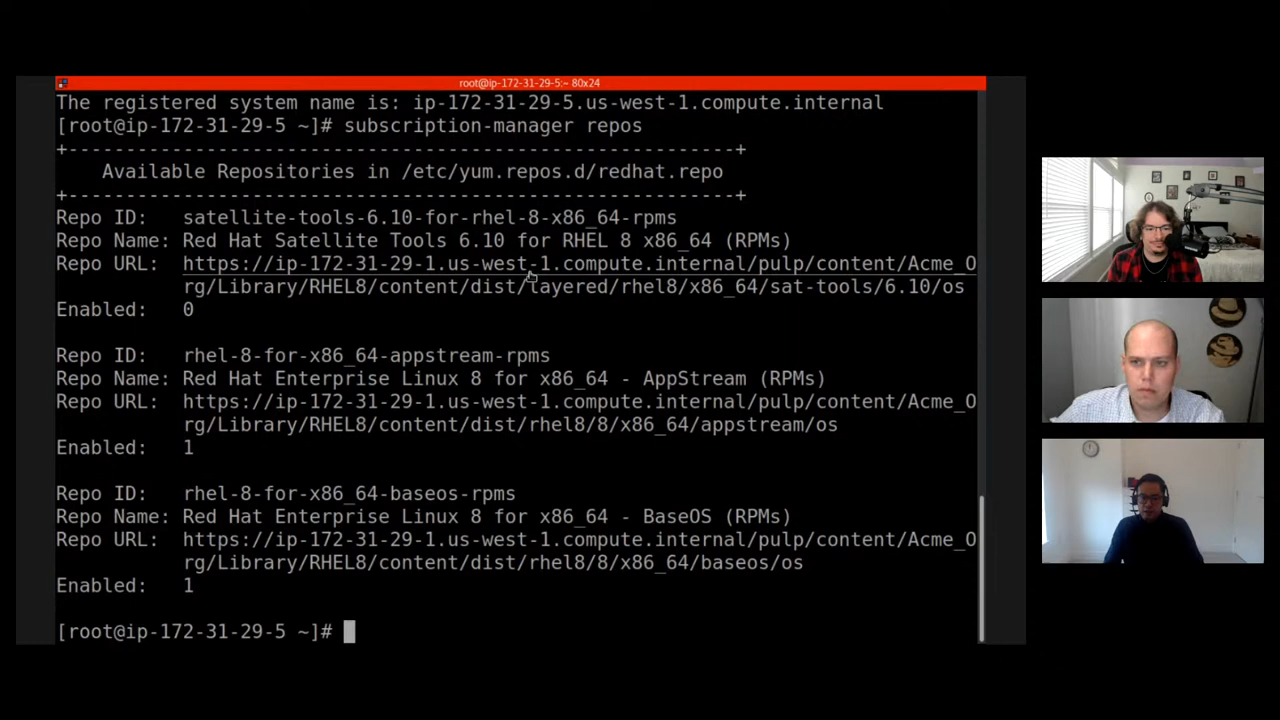 root@ip-172-31-29-5:~ 80x24
The registered system name is: ip-172-31-29-5.us-west-1.compute.internal
[root@ip-172-31-29-5 ~]# subscription-manager repos
+----------------------------------------------------------+
    Available Repositories in /etc/yum.repos.d/redhat.repo
+----------------------------------------------------------+
Repo ID:   satellite-tools-6.10-for-rhel-8-x86_64-rpms
Repo Name: Red Hat Satellite Tools 6.10 for RHEL 8 x86_64 (RPMs)
Repo URL:  https://ip-172-31-29-1.us-west-1.compute.internal/pulp/content/Acme_O
           rg/Library/RHEL8/content/dist/layered/rhel8/x86_64/sat-tools/6.10/os
Enabled:   0
Repo ID:   rhel-8-for-x86_64-appstream-rpms
Repo Name: Red Hat Enterprise Linux 8 for x86_64 - AppStream (RPMs)
Repo URL:  https://ip-172-31-29-1.us-west-1.compute.internal/pulp/content/Acme_O
           rg/Library/RHEL8/content/dist/rhel8/8/x86_64/appstream/os
Enabled:   1
Repo ID:   rhel-8-for-x86_64-baseos-rpms
Repo Name: Red Hat Enterprise Linux 8 for x86_64 - BaseOS (RPMs)
Repo URL:  https://ip-172-31-29-1.us-west-1.compute.internal/pulp/content/Acme_O
           rg/Library/RHEL8/content/dist/rhel8/8/x86_64/baseos/os
Enabled:   1
[root@ip-172-31-29-5 ~]#